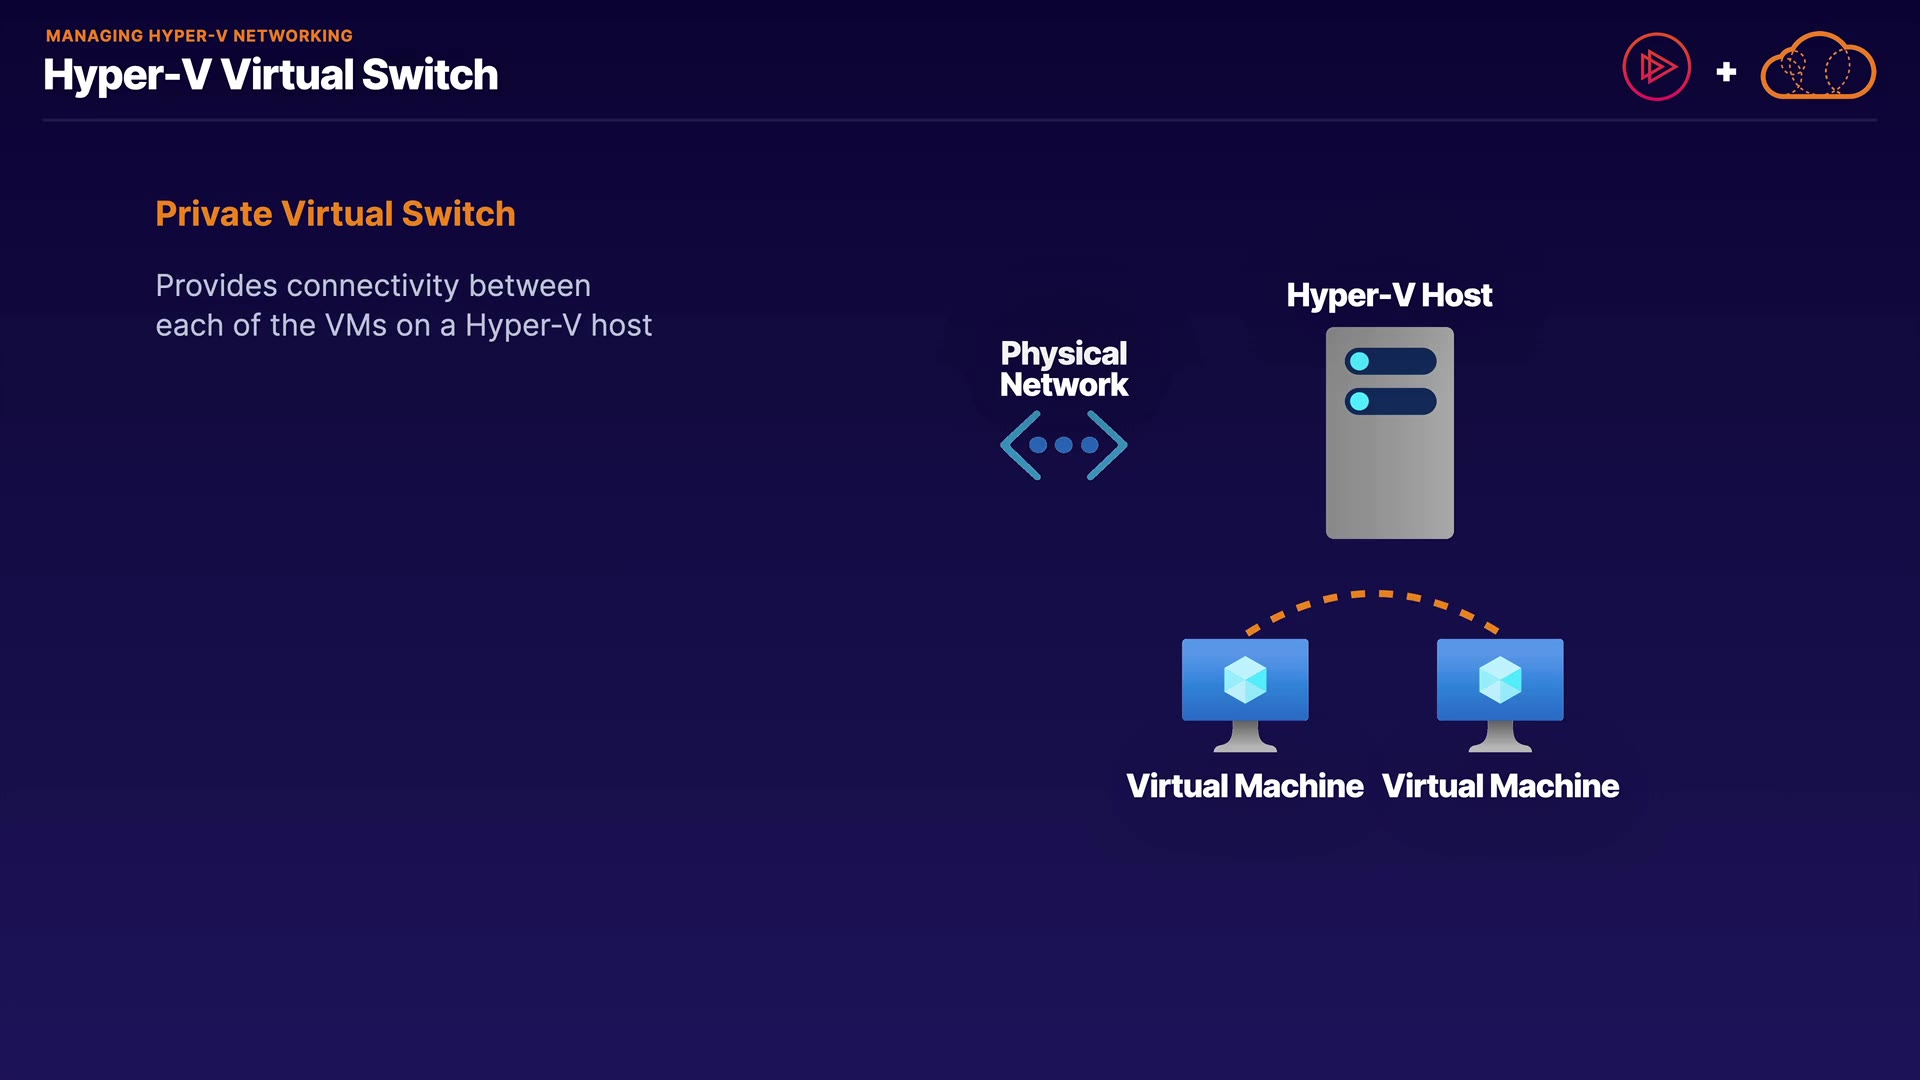 MANAGING HYPER-V NETWORKING
Hyper-V Virtual Switch
Private Virtual Switch
Provides connectivity between
each of the VMs on a Hyper-V host
Hyper-V Host
Physical
Network
Virtual Machine
Virtual Machine